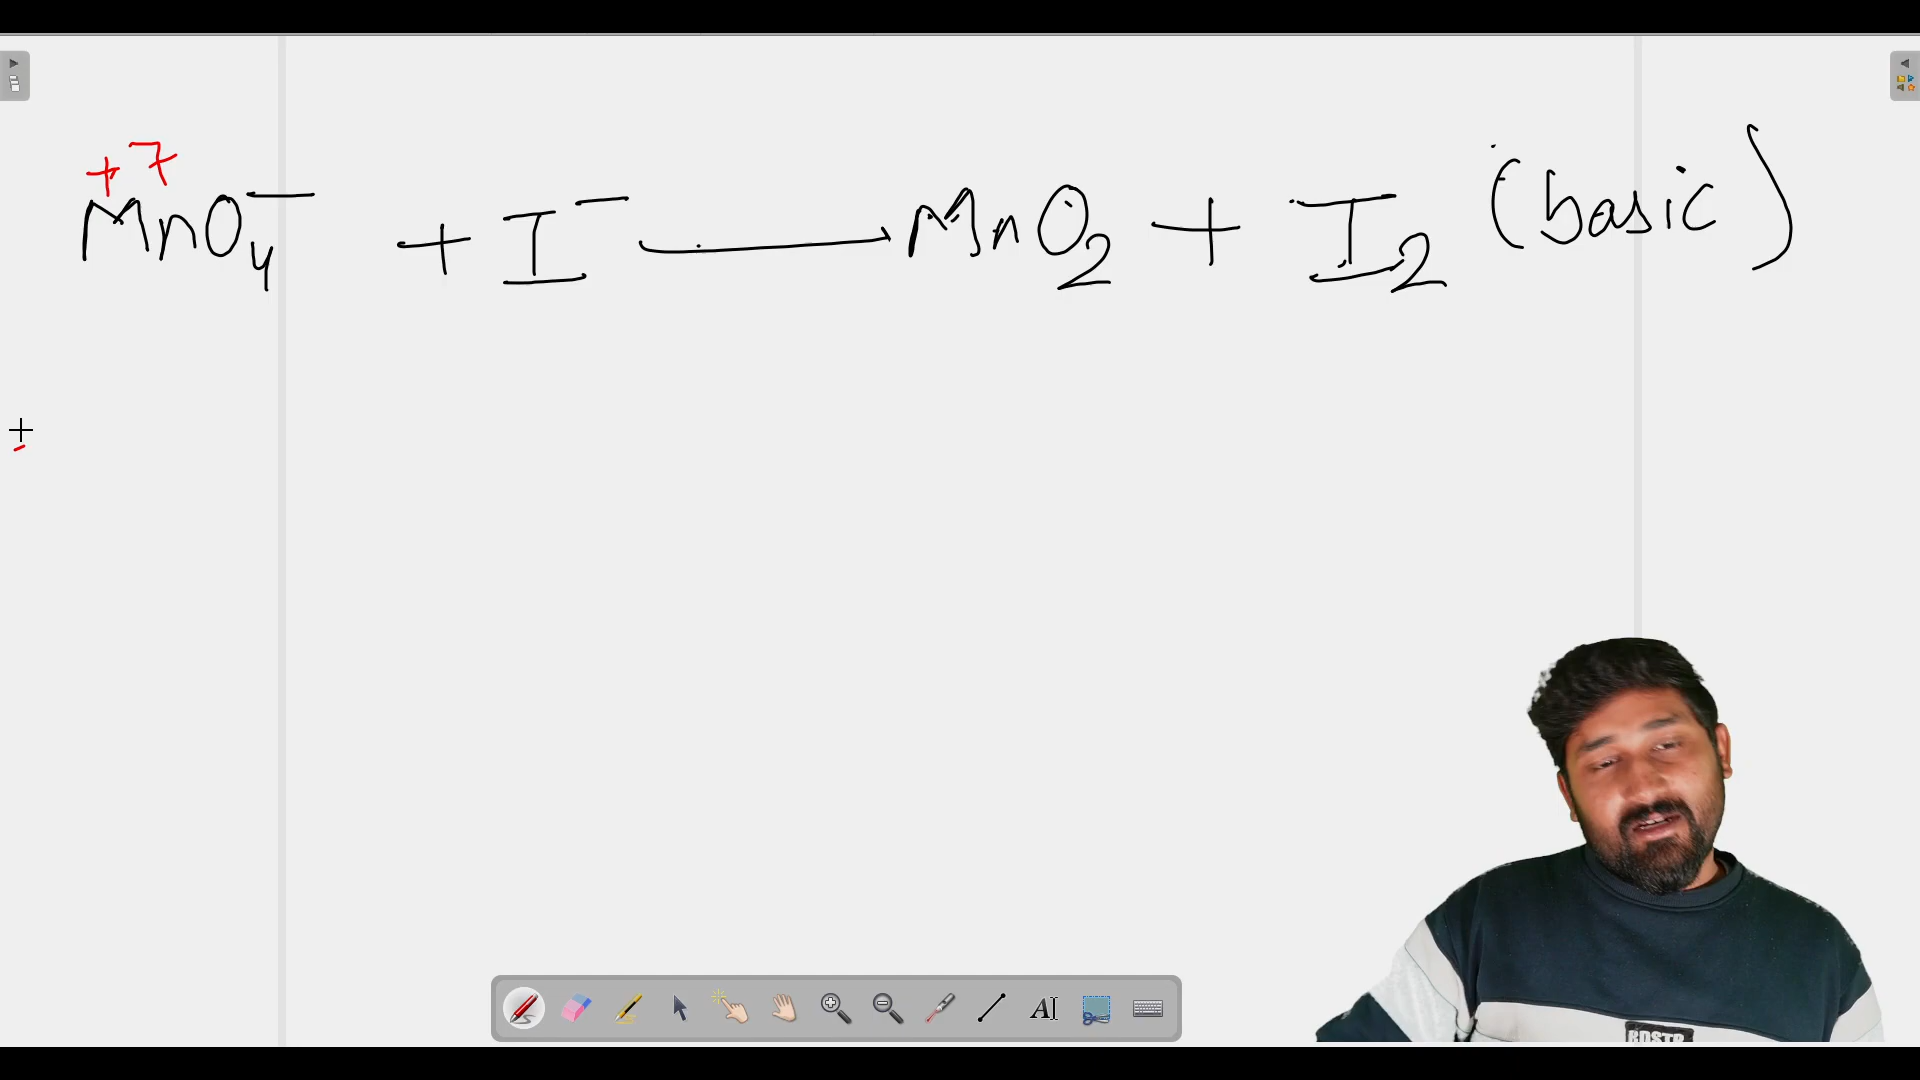 +7
MnO₄⁻ + I⁻ ⟶ MnO₂ + I₂ (basic)